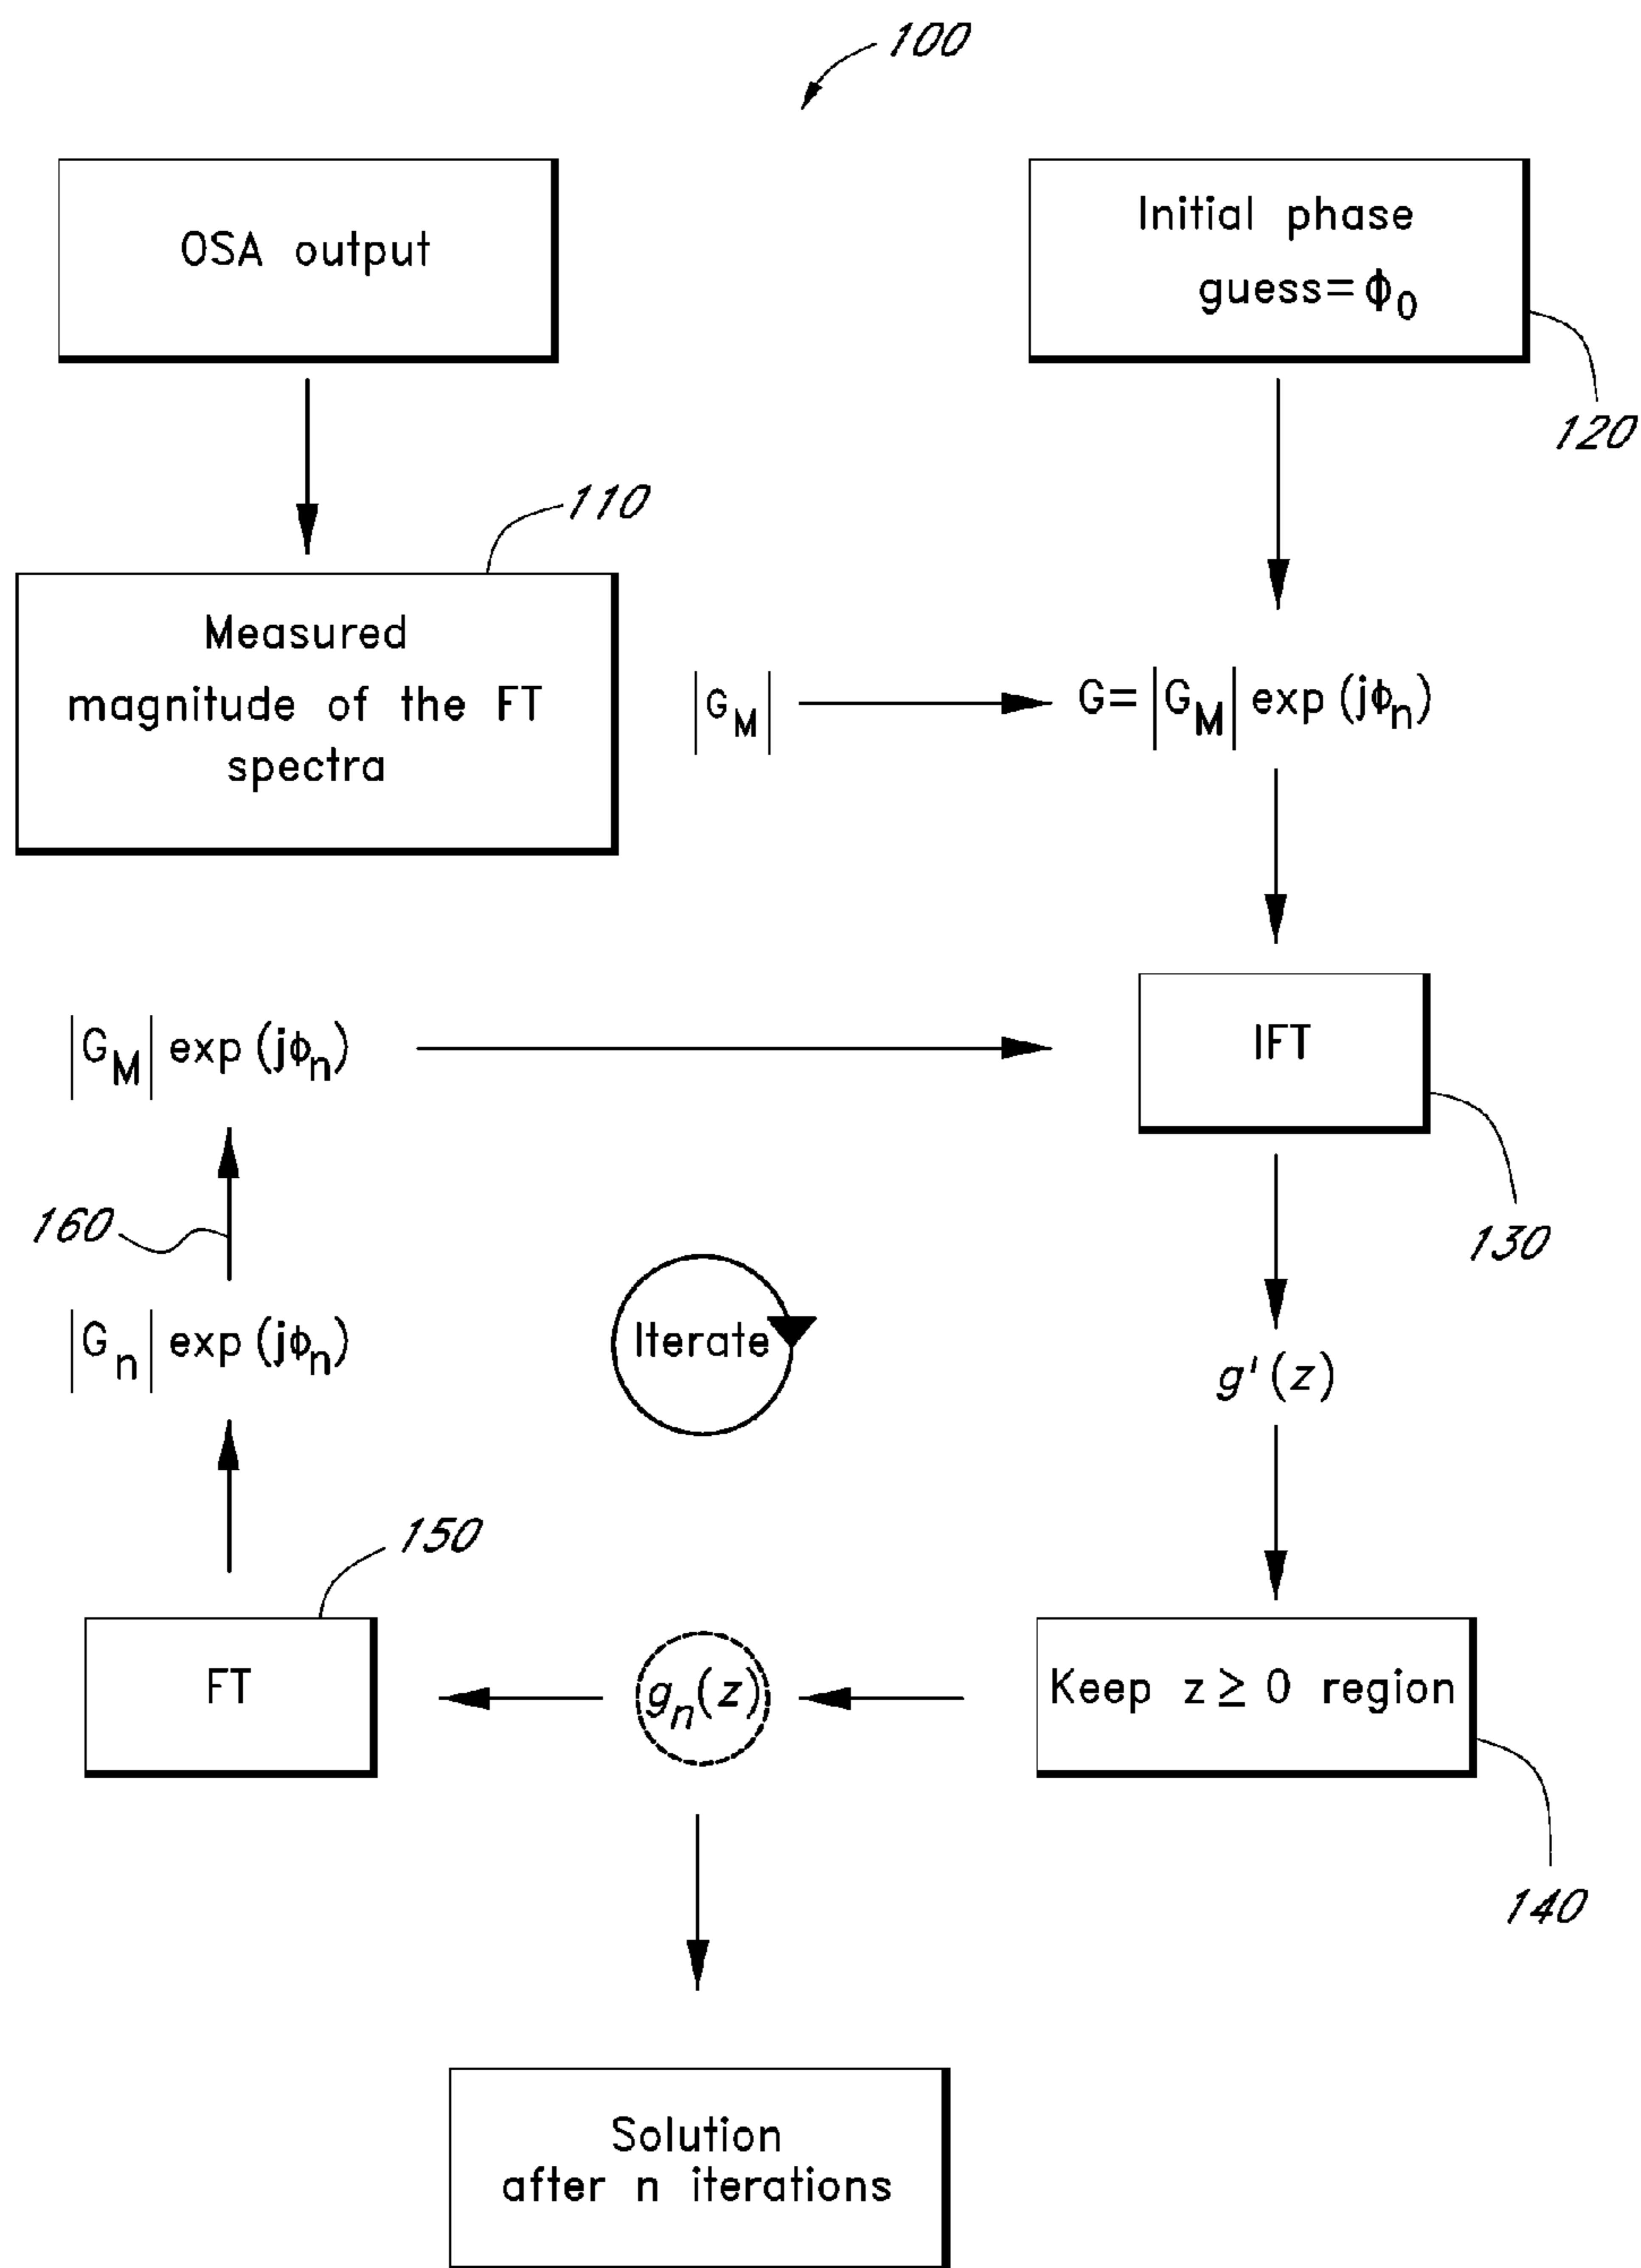 100
OSA output
Initial phase
guess=ϕ0
120
110
Measured
magnitude of the FT
spectra
|GM|
G=|GM| exp(jϕn)
|GM| exp(jϕn)
IFT
130
160
|Gn| exp(jϕn)
Iterate
g'(z)
150
FT
gn(z)
Keep z ≥ 0 region
140
Solution
after n iterations